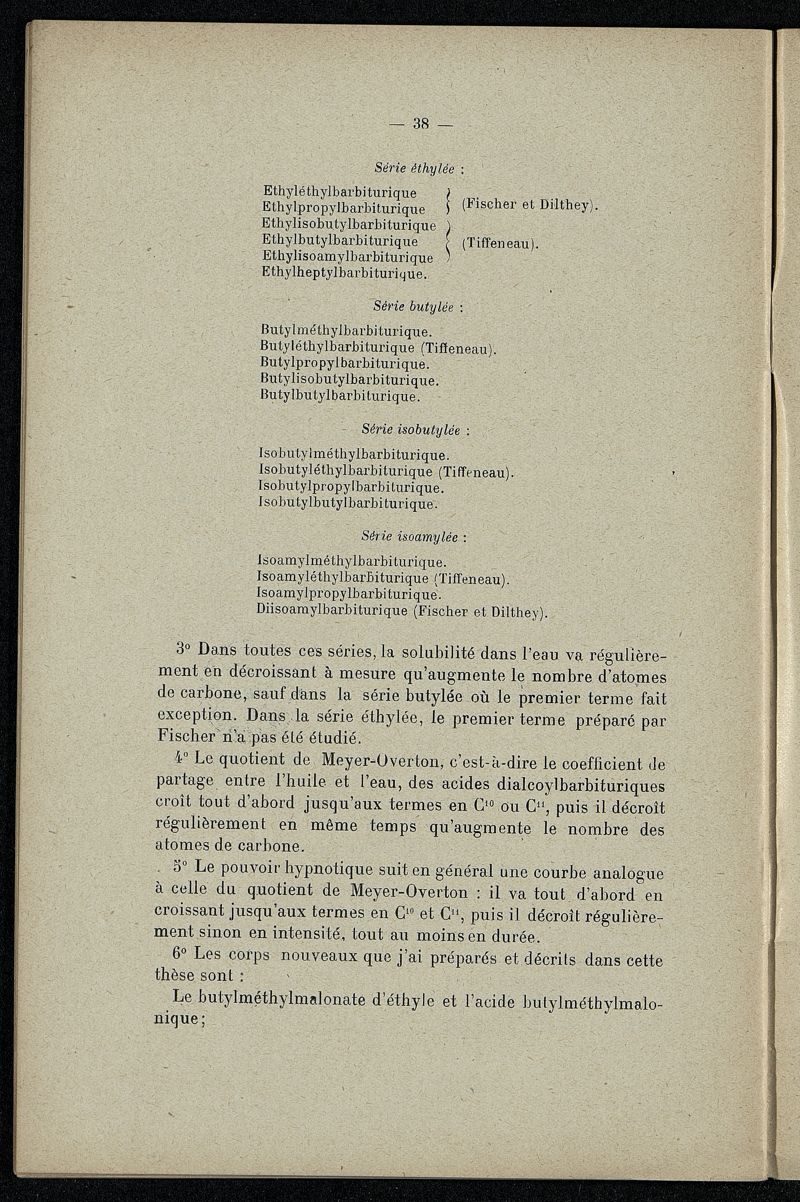 — 38 —
Série éthylée :
Ethyléthylbarbiturique
Ethylpropylbarbiturique } (Fischer et Dilthey).
Ethylisobutylbarbiturique
Ethylbutylbarbiturique } (Tiffeneau).
Ethylisoamylbarbiturique
Ethylheptylbarbiturique.
Série butylée :
Butylméthylbarbiturique.
Butyléthylbarbiturique (Tiffeneau).
Butylpropylbarbiturique.
Butylisobutylbarbiturique.
Butylbutylbarbiturique.
Série isobutylée :
Isobutylméthylbarbiturique.
Isobutyléthylbarbiturique (Tiffeneau).
Isobutylpropylbarbiturique.
Isobutylbutylbarbiturique.
Série isoamylée :
Isoamylméthylbarbiturique.
Isoamyléthylbarbiturique (Tiffeneau).
Isoamylpropylbarbiturique.
Diisoamylbarbiturique (Fischer et Dilthey).
3° Dans toutes ces séries, la solubilité dans l'eau va régulière-
ment en décroissant à mesure qu'augmente le nombre d'atomes
de carbone, sauf dans la série butylée où le premier terme fait
exception. Dans la série éthylée, le premier terme préparé par
Fischer n'a pas été étudié.
4° Le quotient de Meyer-Overton, c'est-à-dire le coefficient de
partage entre l'huile et l'eau, des acides dialcoylbarbituriques
croît tout d'abord jusqu'aux termes en C¹⁰ ou C¹¹, puis il décroît
régulièrement en même temps qu'augmente le nombre des
atomes de carbone.
5° Le pouvoir hypnotique suit en général une courbe analogue
à celle du quotient de Meyer-Overton : il va tout d'abord en
croissant jusqu'aux termes en C¹⁰ et C¹¹, puis il décroît régulière-
ment sinon en intensité, tout au moins en durée.
6° Les corps nouveaux que j'ai préparés et décrits dans cette
thèse sont :
Le butylméthylmalonate d'éthyle et l'acide butylméthylmalo-
nique ;